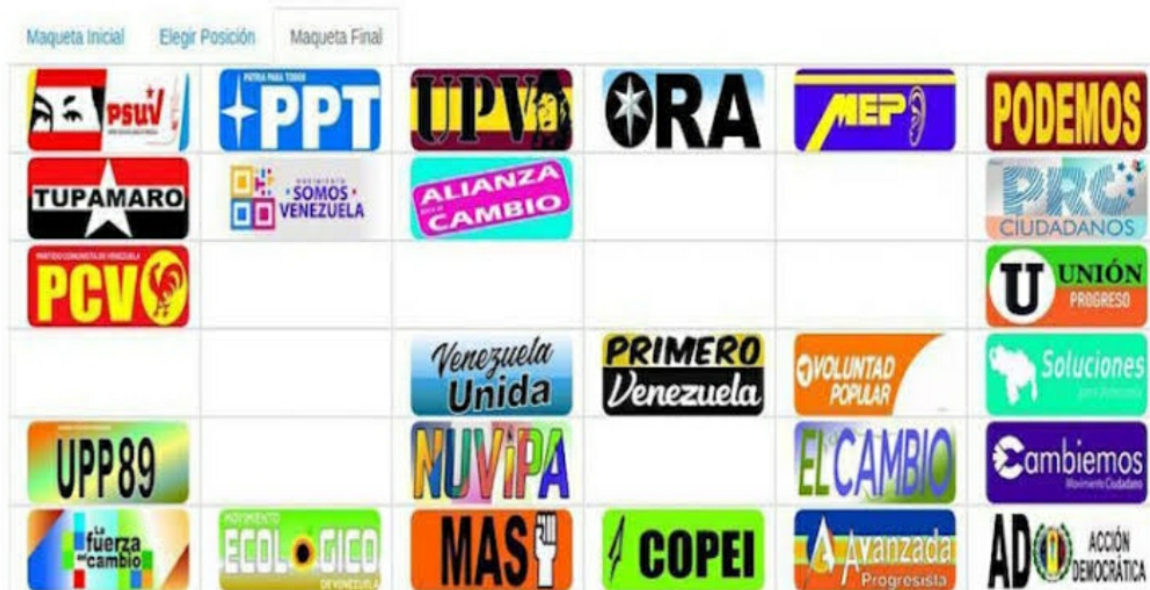 Maqueta Inicial Elegir Posición Maqueta Final
PSUV
PATRIA PARA TODOS
PPT
UPV
ORA
MEP
PODEMOS
TUPAMARO
MOVIMIENTO
SOMOS
VENEZUELA
ALIANZA
CAMBIO
PRC
CIUDADANOS
PARTIDO COMUNISTA DE VENEZUELA
PCV
U UNIÓN
PROGRESO
Venezuela
Unida
PRIMERO
Venezuela
VOLUNTAD
POPULAR
Soluciones
UPP89
NUViPA
EL CAMBIO
Cambiemos
Movimiento Ciudadano
La
fuerza
cambio
MOVIMIENTO
ECOLOGICO
DE VENEZUELA
MAS
COPEI
Avanzada
Progresista
AD ACCIÓN
DEMOCRÁTICA